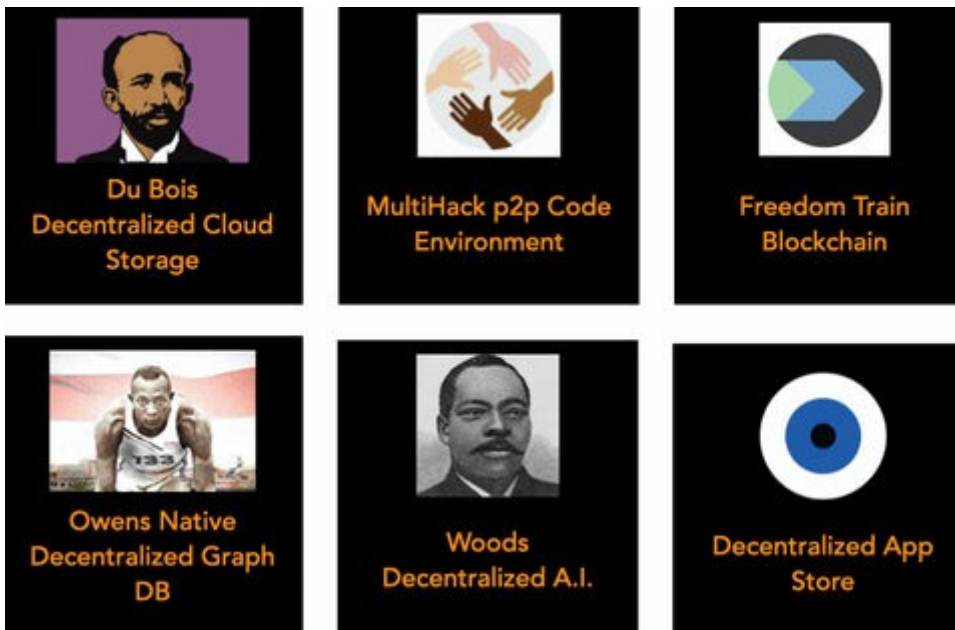 Du Bois
Decentralized Cloud
Storage
MultiHack p2p Code
Environment
Freedom Train
Blockchain
133
Owens Native
Decentralized Graph
DB
Woods
Decentralized A.I.
Decentralized App
Store